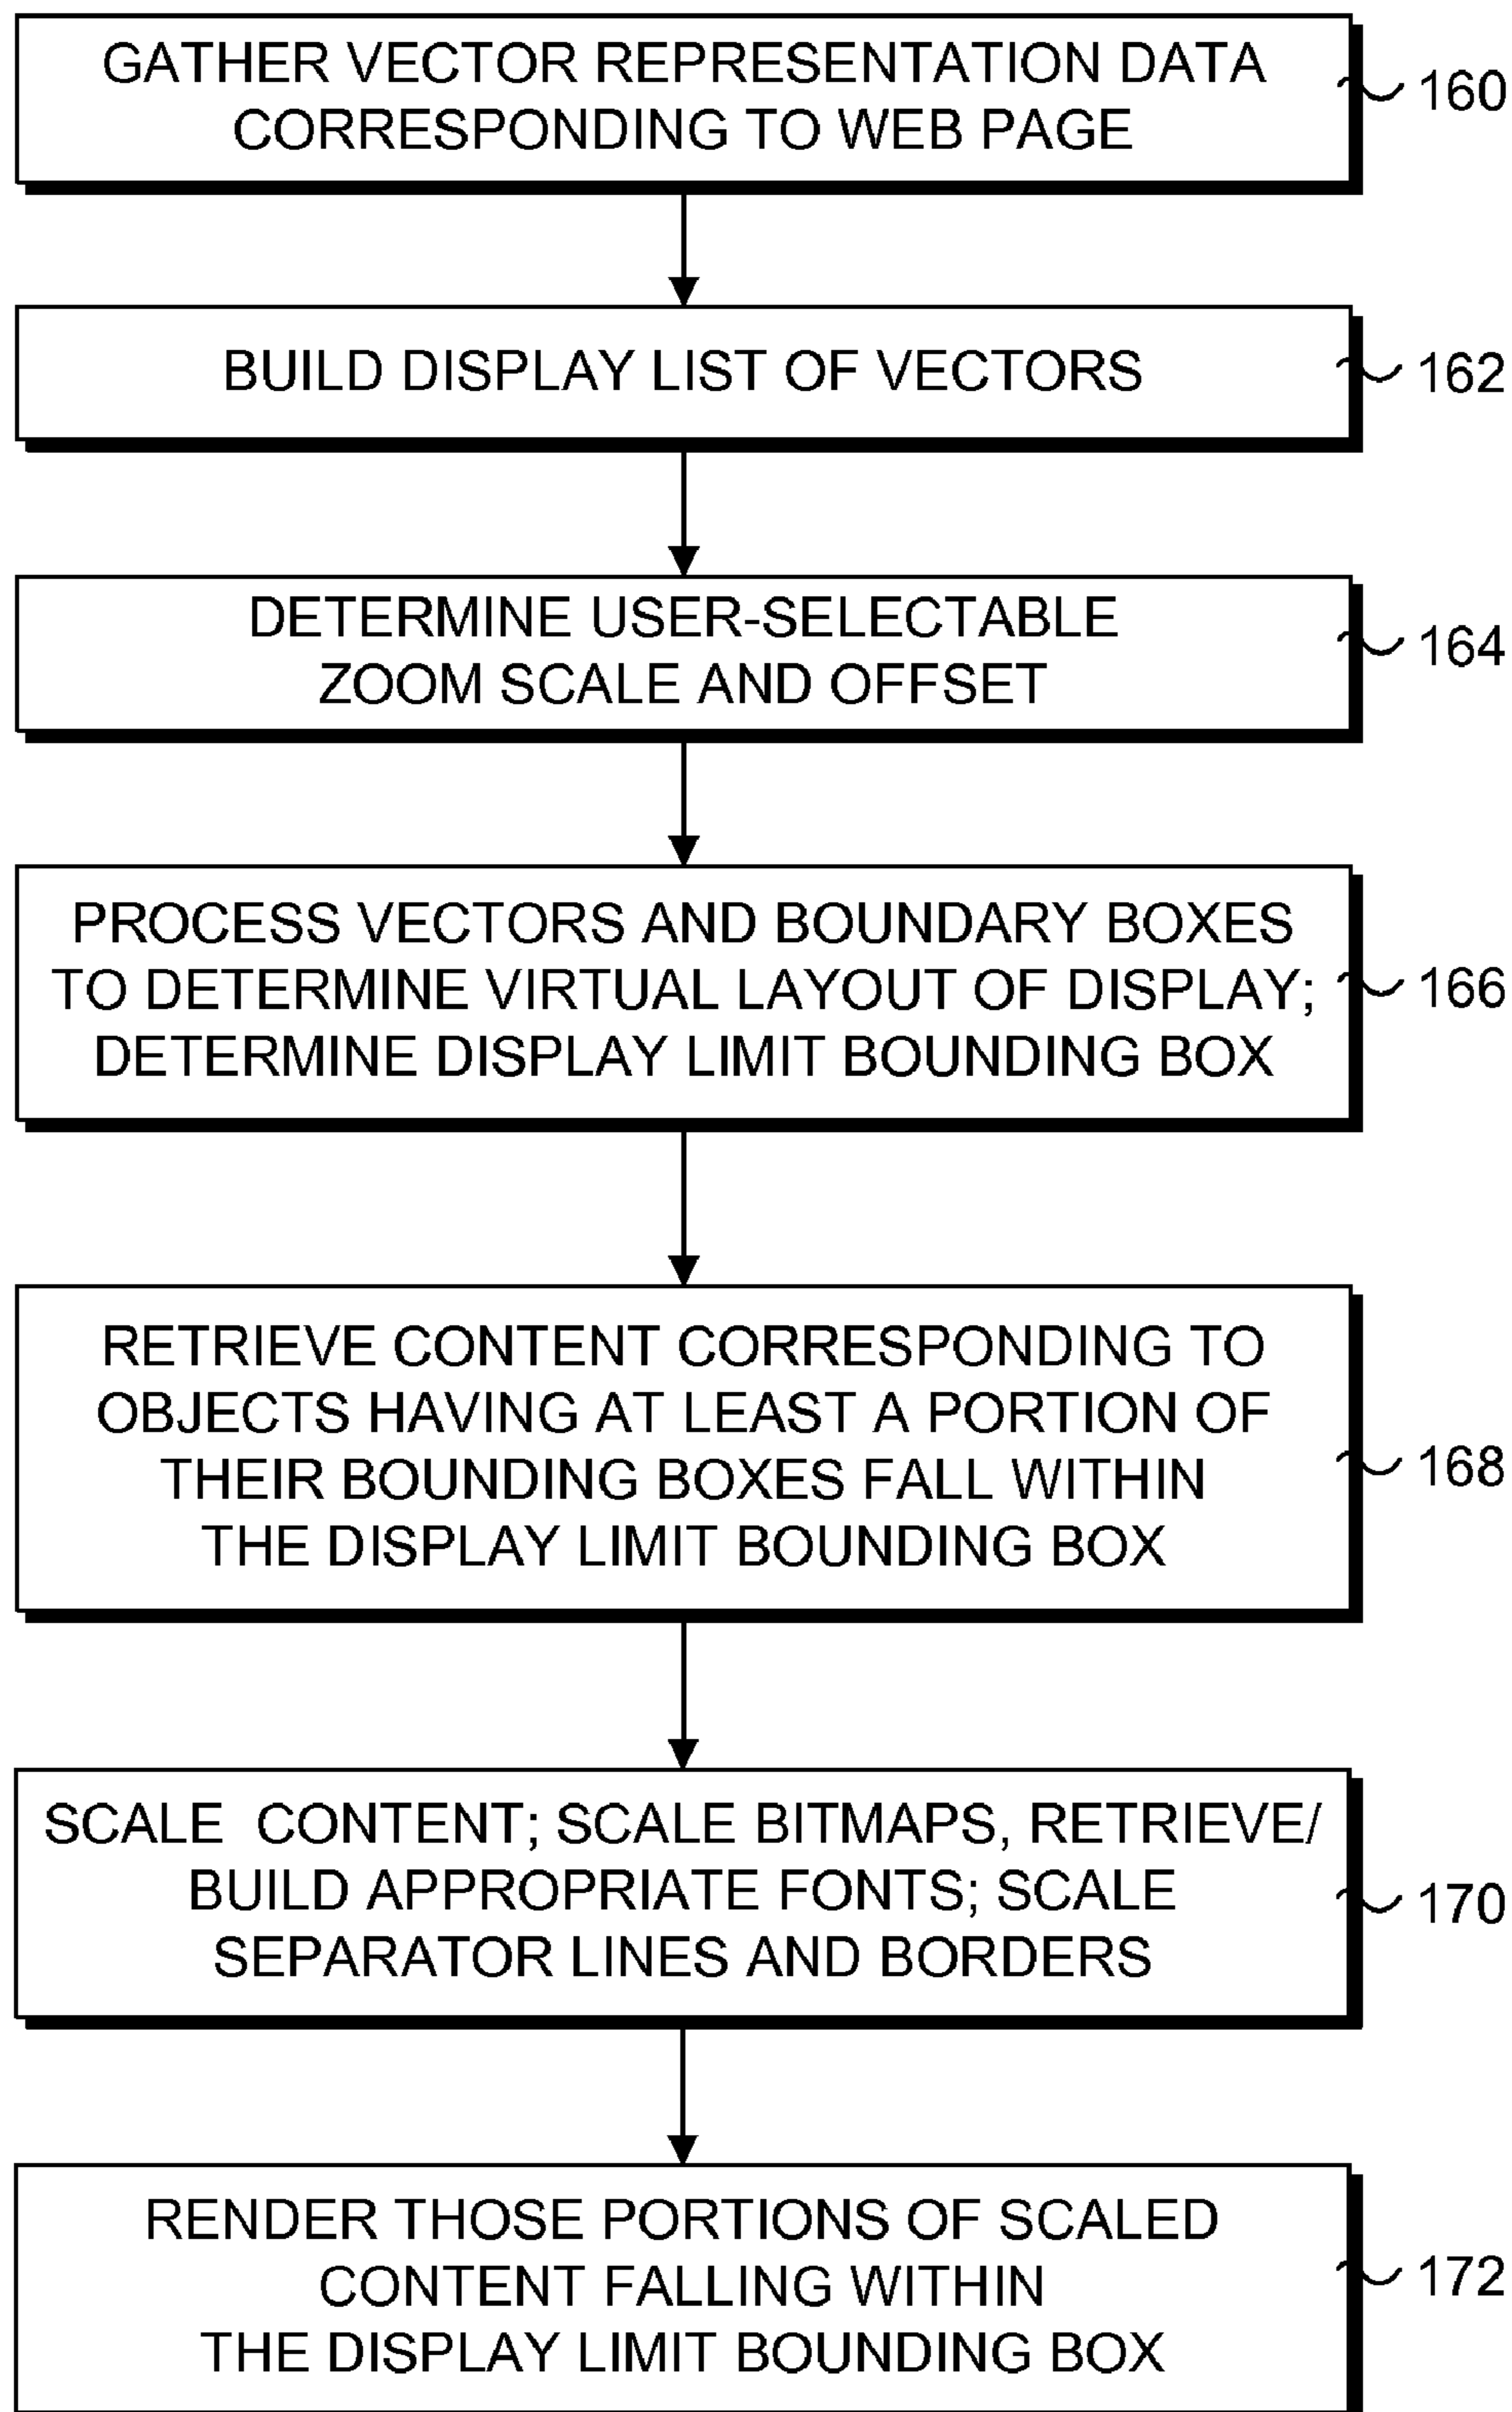 GATHER VECTOR REPRESENTATION DATA
CORRESPONDING TO WEB PAGE
160
BUILD DISPLAY LIST OF VECTORS
162
DETERMINE USER-SELECTABLE
ZOOM SCALE AND OFFSET
164
PROCESS VECTORS AND BOUNDARY BOXES
TO DETERMINE VIRTUAL LAYOUT OF DISPLAY;
DETERMINE DISPLAY LIMIT BOUNDING BOX
166
RETRIEVE CONTENT CORRESPONDING TO
OBJECTS HAVING AT LEAST A PORTION OF
THEIR BOUNDING BOXES FALL WITHIN
THE DISPLAY LIMIT BOUNDING BOX
168
SCALE CONTENT; SCALE BITMAPS, RETRIEVE/
BUILD APPROPRIATE FONTS; SCALE
SEPARATOR LINES AND BORDERS
170
RENDER THOSE PORTIONS OF SCALED
CONTENT FALLING WITHIN
THE DISPLAY LIMIT BOUNDING BOX
172